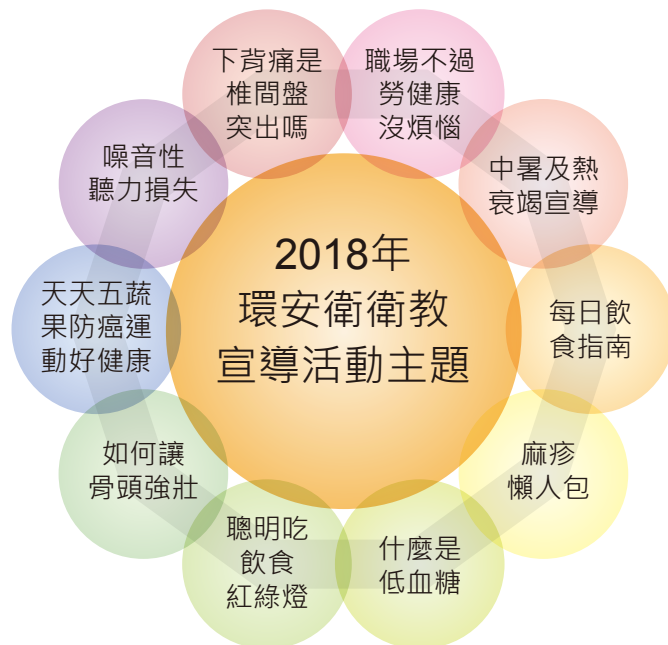 2018年
環安衛衛教
宣導活動主題
職場不過
勞健康
沒煩惱
中暑及熱
衰竭宣導
每日飲
食指南
麻疹
懶人包
什麼是
低血糖
聰明吃
飲食
紅綠燈
如何讓
骨頭強壯
天天五蔬
果防癌運
動好健康
噪音性
聽力損失
下背痛是
椎間盤
突出嗎